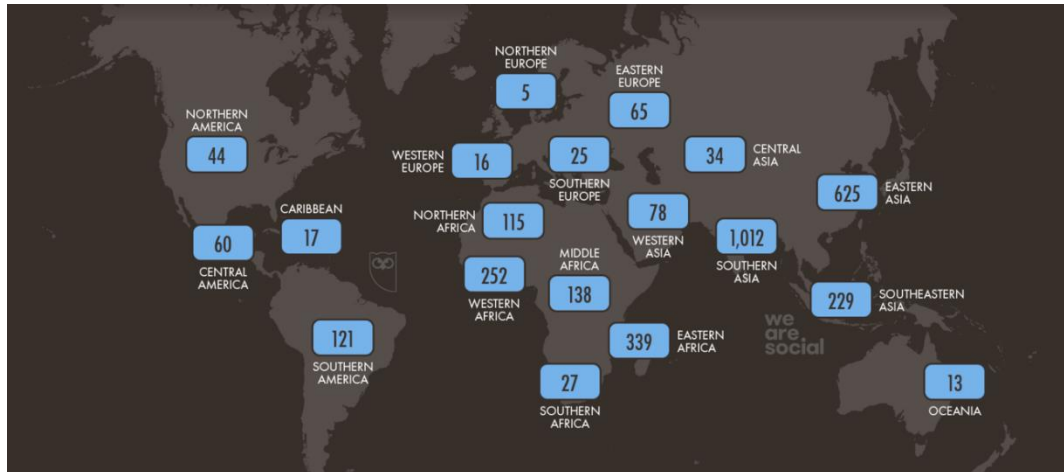 NORTHERN
EUROPE
5
EASTERN
EUROPE
65
NORTHERN
AMERICA
44
WESTERN
EUROPE
16
25
SOUTHERN
EUROPE
34
CENTRAL
ASIA
625
EASTERN
ASIA
CARIBBEAN
17
NORTHERN
AFRICA
115
78
WESTERN
ASIA
1,012
SOUTHERN
ASIA
60
CENTRAL
AMERICA
252
WESTERN
AFRICA
MIDDLE
AFRICA
138
229
SOUTHEASTERN
ASIA
121
SOUTHERN
AMERICA
339
EASTERN
AFRICA
we
are
social
27
SOUTHERN
AFRICA
13
OCEANIA